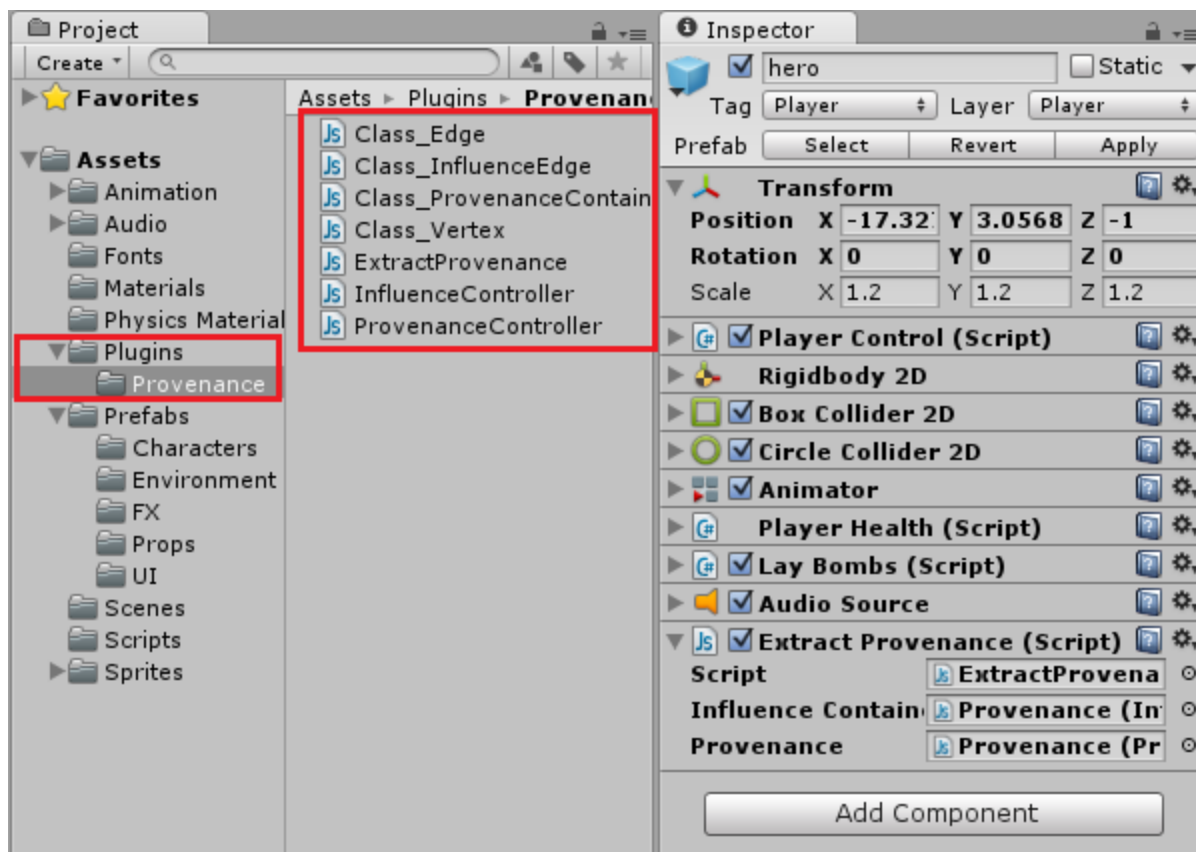 Project
Create
Favorites
Assets
Animation
Audio
Fonts
Materials
Physics Material
Plugins
Provenance
Prefabs
Characters
Environment
FX
Props
UI
Scenes
Scripts
Sprites
Assets Plugins Provenan
Class_Edge
Class_InfluenceEdge
Class_ProvenanceContain
Class_Vertex
ExtractProvenance
InfluenceController
ProvenanceController
Inspector
hero Static
Tag Player Layer Player
Prefab Select Revert Apply
Transform
Position X -17.32 Y 3.0568 Z -1
Rotation X 0 Y 0 Z 0
Scale X 1.2 Y 1.2 Z 1.2
Player Control (Script)
Rigidbody 2D
Box Collider 2D
Circle Collider 2D
Animator
Player Health (Script)
Lay Bombs (Script)
Audio Source
Extract Provenance (Script)
Script ExtractProvena
Influence Contain Provenance (In
Provenance Provenance (Pr
Add Component